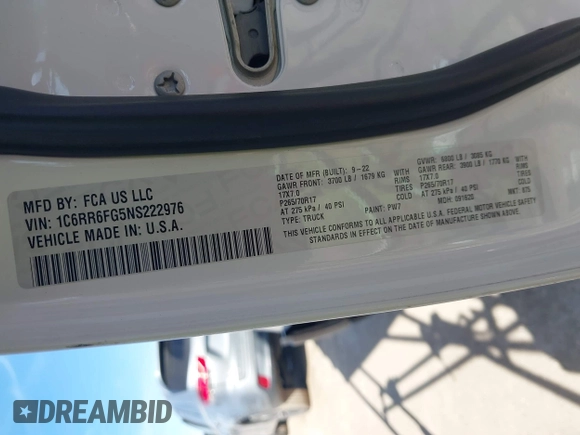 MFD BY: FCA US LLC
VIN: 1C6RR6FG5NS222976
VEHICLE MADE IN U.S.A.
DATE OF MFR (BUILT): 9-22
GAWR FRONT: 3700 LB / 1679 KG
17X7.0
P265/70R17
AT 275 kPa / 40 PSI
TYPE: TRUCK
GVWR: 6800 LB / 3085 KG
GAWR REAR: 3900 LB / 1770 KG
RIMS
17X7.0
P265/70R17
AT 275 kPa / 40 PSI
MDH: 091620
PAINT: PW7
THIS VEHICLE CONFORMS TO ALL APPLICABLE FEDERAL MOTOR VEHICLE SAFETY
STANDARDS IN EFFECT ON THE DATE OF MANUFACTURE SHOWN ABOVE.
DREAMBID